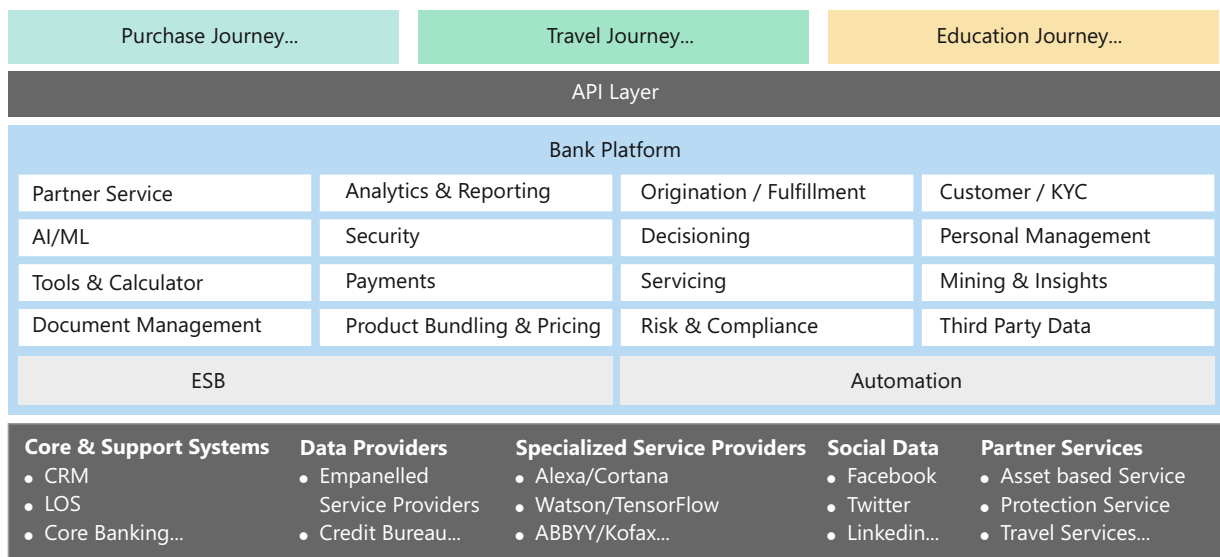 Purchase Journey...
Travel Journey...
Education Journey...
API Layer
Bank Platform
Partner Service
Analytics & Reporting
Origination / Fulfillment
Customer / KYC
AI/ML
Security
Decisioning
Personal Management
Tools & Calculator
Payments
Servicing
Mining & Insights
Document Management
Product Bundling & Pricing
Risk & Compliance
Third Party Data
ESB
Automation
Core & Support Systems
• CRM
• LOS
• Core Banking...
Data Providers
• Empanelled
Service Providers
• Credit Bureau...
Specialized Service Providers
• Alexa/Cortana
• Watson/TensorFlow
• ABBYY/Kofax...
Social Data
• Facebook
• Twitter
• Linkedin...
Partner Services
• Asset based Service
• Protection Service
• Travel Services...